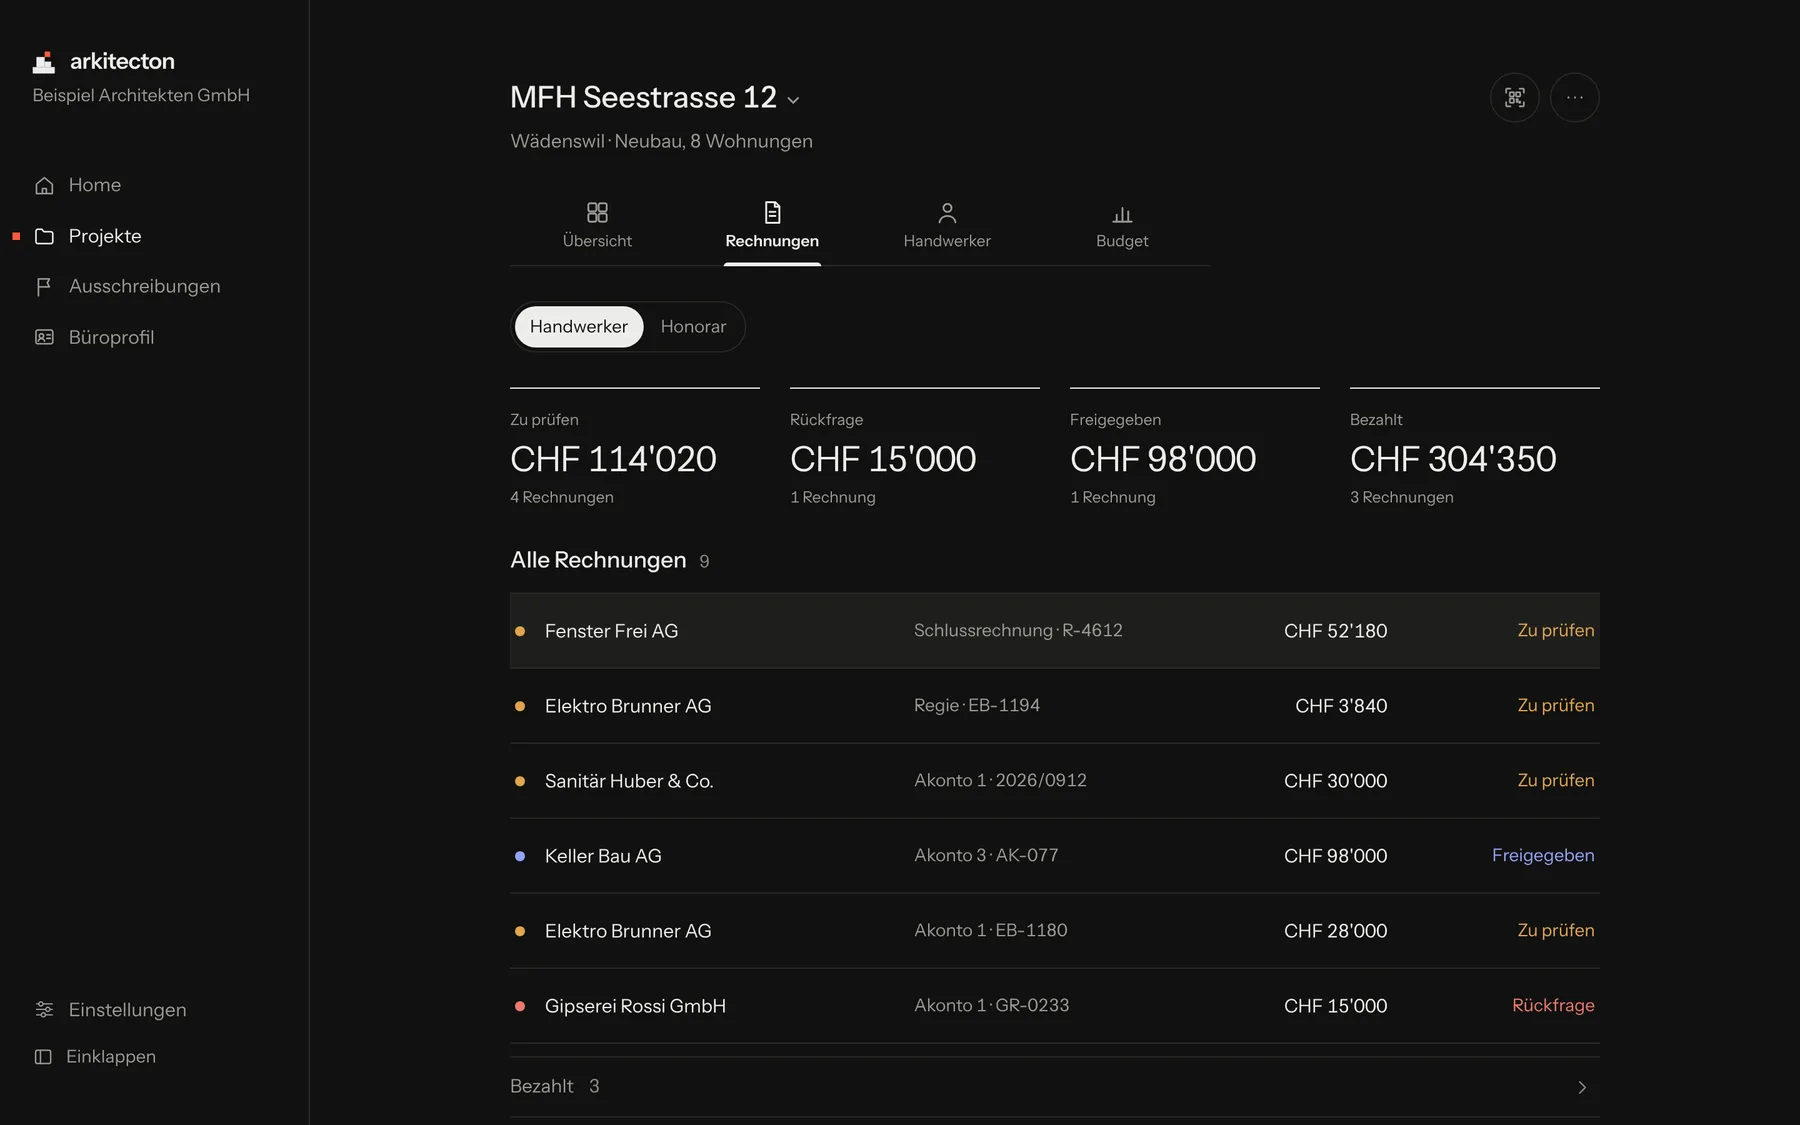 arkitecton
Beispiel Architekten GmbH
Home
Projekte
Ausschreibungen
Büroprofil
Einstellungen
Einklappen
MFH Seestrasse 12
Wädenswil · Neubau, 8 Wohnungen
Übersicht
Rechnungen
Handwerker
Budget
Handwerker
Honorar
Zu prüfen
CHF 114'020
4 Rechnungen
Rückfrage
CHF 15'000
1 Rechnung
Freigegeben
CHF 98'000
1 Rechnung
Bezahlt
CHF 304'350
3 Rechnungen
Alle Rechnungen 9
Fenster Frei AG Schlussrechnung · R-4612 CHF 52'180 Zu prüfen
Elektro Brunner AG Regie · EB-1194 CHF 3'840 Zu prüfen
Sanitär Huber & Co. Akonto 1 · 2026/0912 CHF 30'000 Zu prüfen
Keller Bau AG Akonto 3 · AK-077 CHF 98'000 Freigegeben
Elektro Brunner AG Akonto 1 · EB-1180 CHF 28'000 Zu prüfen
Gipserei Rossi GmbH Akonto 1 · GR-0233 CHF 15'000 Rückfrage
Bezahlt 3